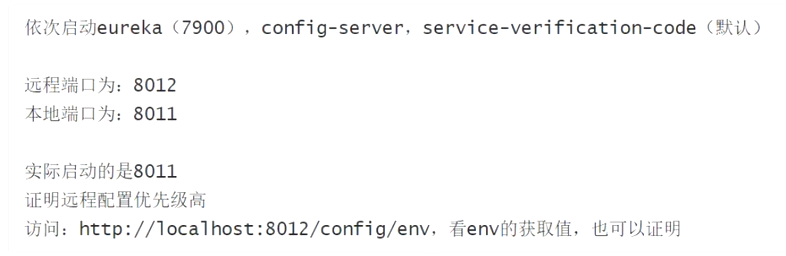 依次启动eureka（7900），config-server，service-verification-code（默认）
远程端口为：8012
本地端口为：8011
实际启动的是8011
证明远程配置优先级高
访问：http://localhost:8012/config/env，看env的获取值，也可以证明